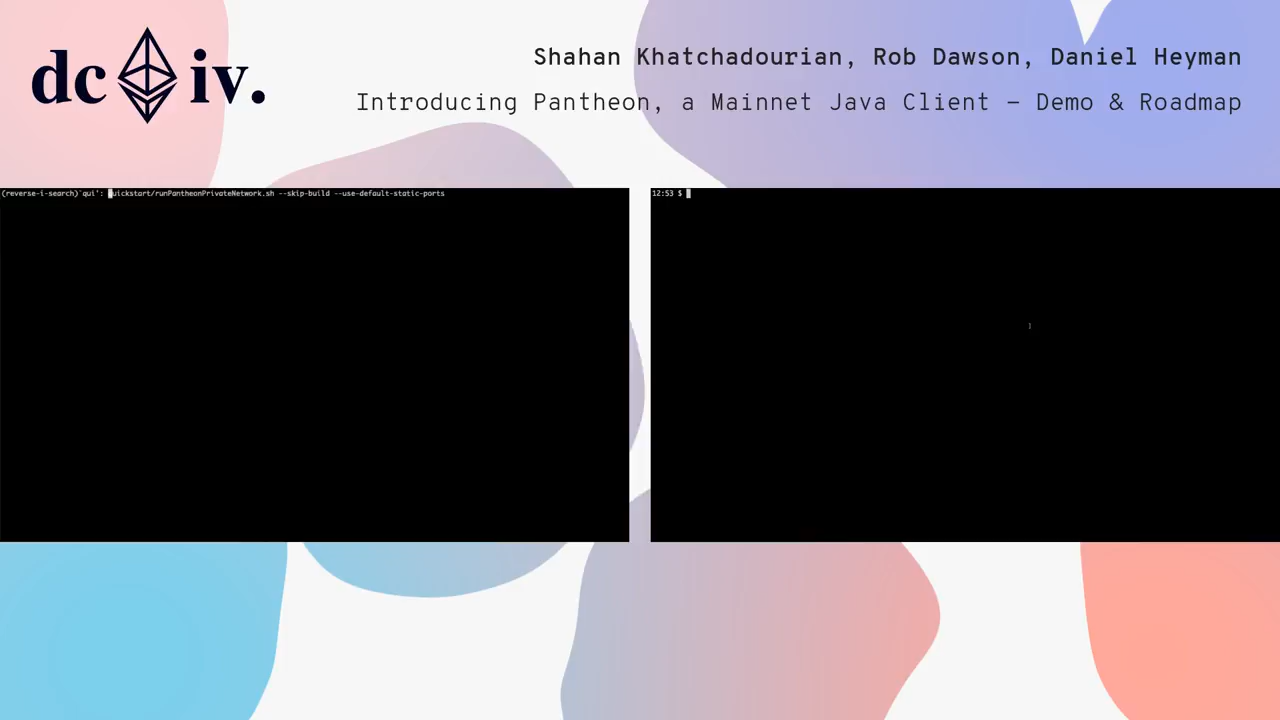 dc iv.
Shahan Khatchadourian, Rob Dawson, Daniel Heyman
Introducing Pantheon, a Mainnet Java Client – Demo & Roadmap
(reverse-i-search)`qui': quickstart/runPantheonPrivateNetwork.sh --skip-build --use-default-static-ports
12:53 $